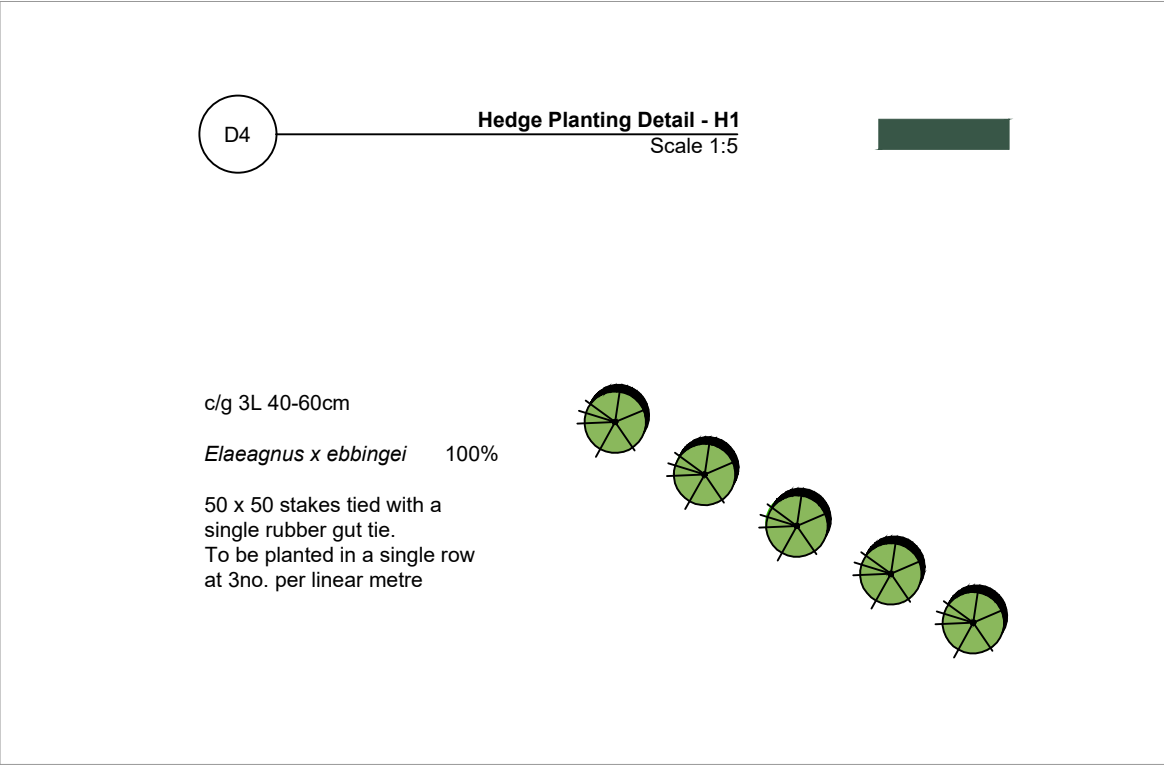 D4
Hedge Planting Detail - H1
Scale 1:5
c/g 3L 40-60cm
Elaeagnus x ebbingei 100%
50 x 50 stakes tied with a
single rubber gut tie.
To be planted in a single row
at 3no. per linear metre